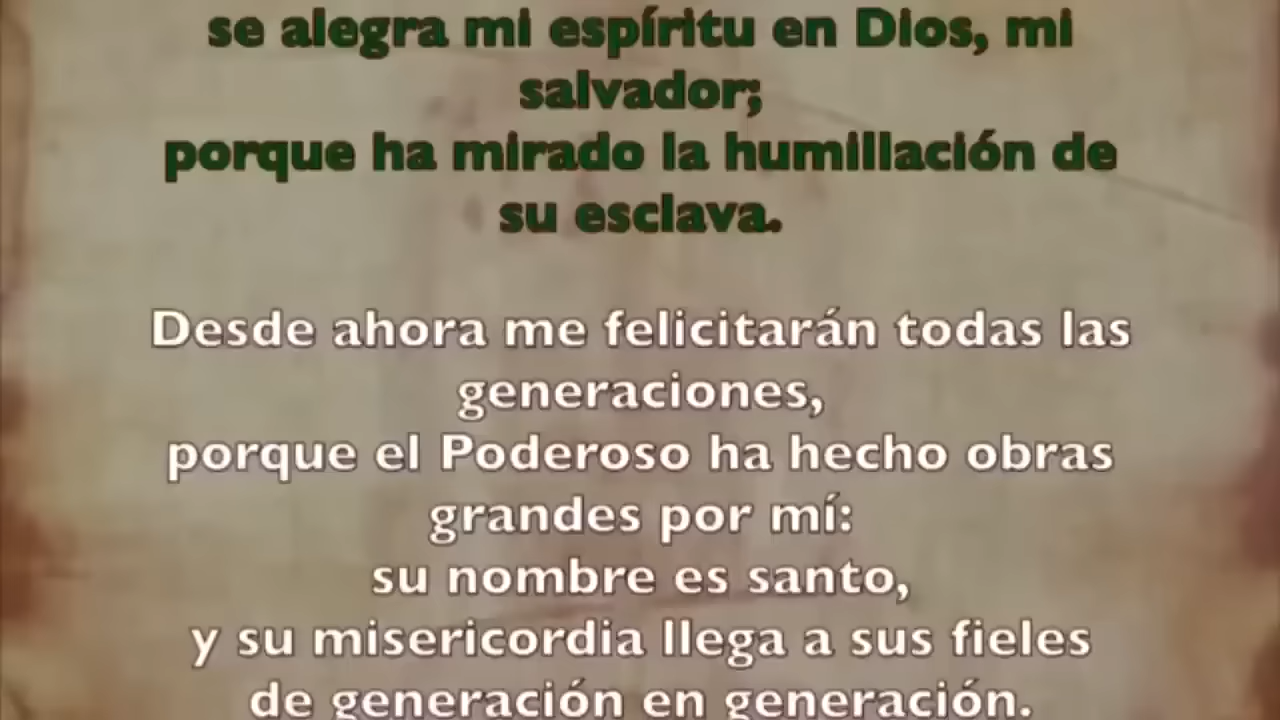 se alegra mi espíritu en Dios, mi
salvador;
porque ha mirado la humillación de
su esclava.
Desde ahora me felicitarán todas las
generaciones,
porque el Poderoso ha hecho obras
grandes por mí:
su nombre es santo,
y su misericordia llega a sus fieles
de generación en generación.